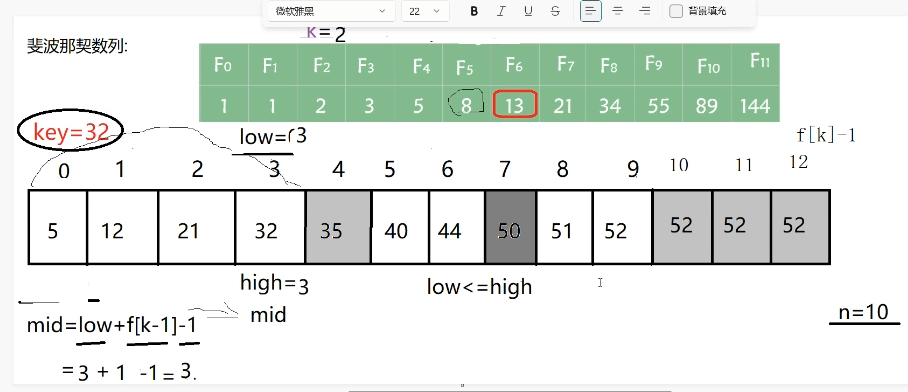 微软雅黑 22 B I U S 背景填充
K=2
斐波那契数列:
F0 F1 F2 F3 F4 F5 F6 F7 F8 F9 F10 F11
1 1 2 3 5 8 13 21 34 55 89 144
key=32 low=3 f[k]-1
0 1 2 3 4 5 6 7 8 9 10 11 12
5 12 21 32 35 40 44 50 51 52 52 52 52
high=3 low<=high
mid n=10
mid=low+f[k-1]-1
=3 + 1 -1=3.